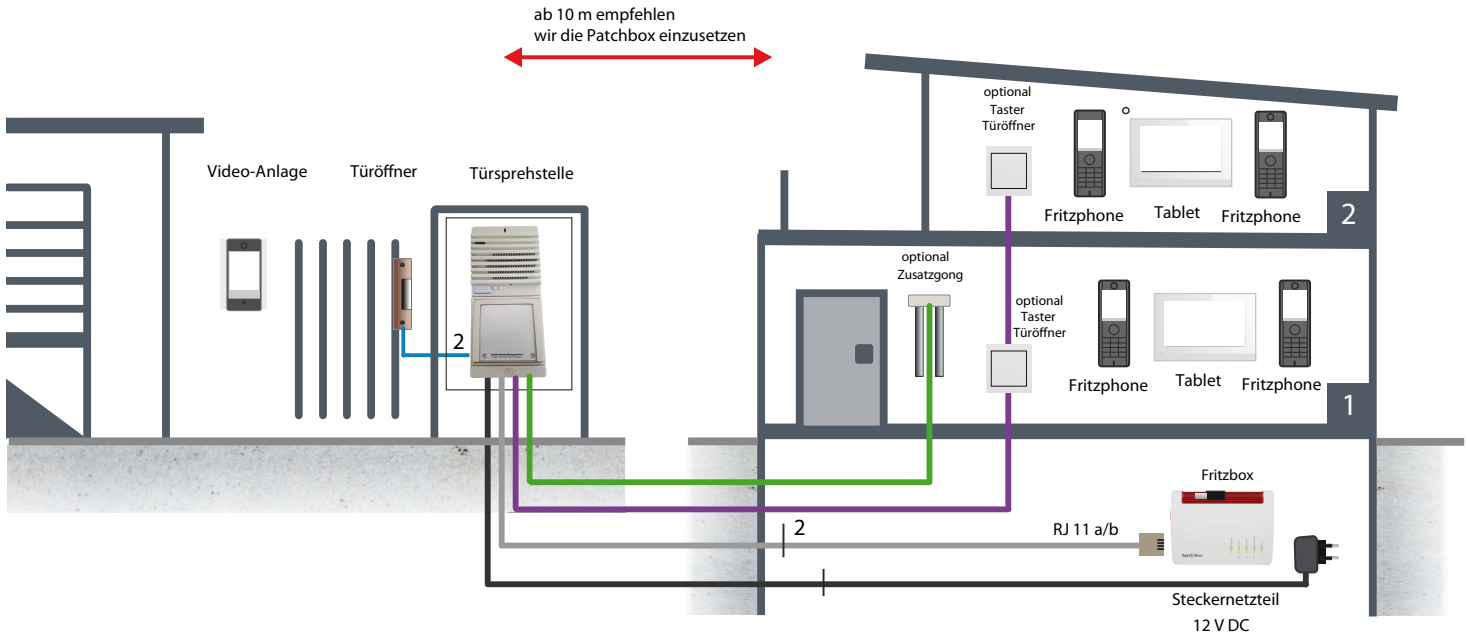 ab 10 m empfehlen
wir die Patchbox einzusetzen
Video-Anlage
Türöffner
Türsprehstelle
2
optional
Taster
Türöffner
Fritzphone
Tablet
Fritzphone
2
optional
Zusatzgong
optional
Taster
Türöffner
Fritzphone
Tablet
Fritzphone
1
Fritzbox
2
RJ 11 a/b
Steckernetzteil
12 V DC